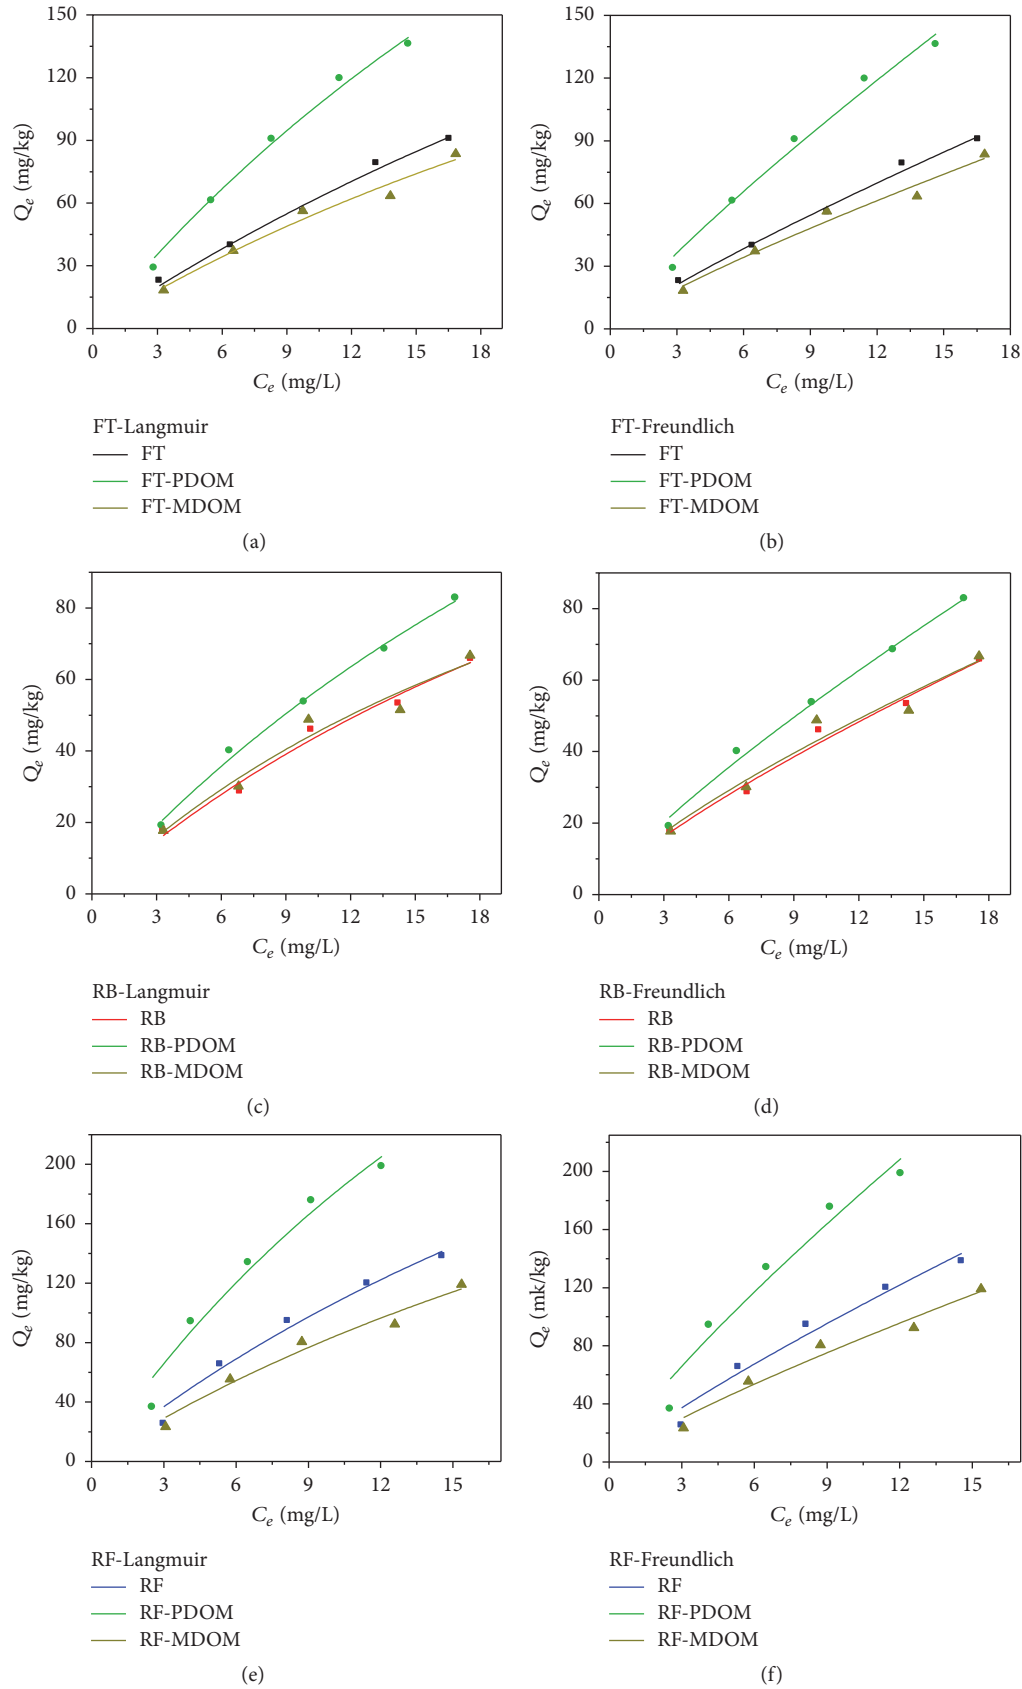 150
120
90
60
30
0
Qe (mg/kg)
0 3 6 9 12 15 18
Ce (mg/L)
FT-Langmuir
FT
FT-PDOM
FT-MDOM
(a)
150
120
90
60
30
0
Qe (mg/kg)
0 3 6 9 12 15 18
Ce (mg/L)
FT-Freundlich
FT
FT-PDOM
FT-MDOM
(b)
80
60
40
20
0
Qe (mg/kg)
0 3 6 9 12 15 18
Ce (mg/L)
RB-Langmuir
RB
RB-PDOM
RB-MDOM
(c)
80
60
40
20
0
Qe (mg/kg)
0 3 6 9 12 15 18
Ce (mg/L)
RB-Freundlich
RB
RB-PDOM
RB-MDOM
(d)
200
160
120
80
40
0
Qe (mg/kg)
0 3 6 9 12 15
Ce (mg/L)
RF-Langmuir
RF
RF-PDOM
RF-MDOM
(e)
200
160
120
80
40
0
Qe (mk/kg)
0 3 6 9 12 15
Ce (mg/L)
RF-Freundlich
RF
RF-PDOM
RF-MDOM
(f)